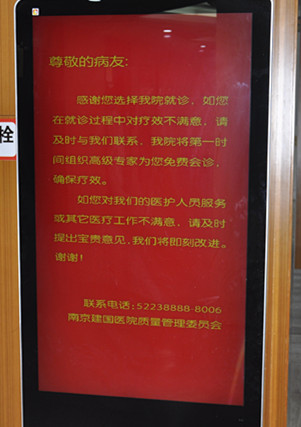 尊敬的病友：
感谢您选择我院就诊，如您
在就诊过程中对疗效不满意，请
及时与我们联系，我院将第一时
间组织高级专家为您免费会诊，
确保疗效。
如您对我们的医护人员服务
或其它医疗工作不满意，请及时
提出宝贵意见，我们将即刻改进。
谢谢！
联系电话：52238888-8006
南京建国医院质量管理委员会
栓